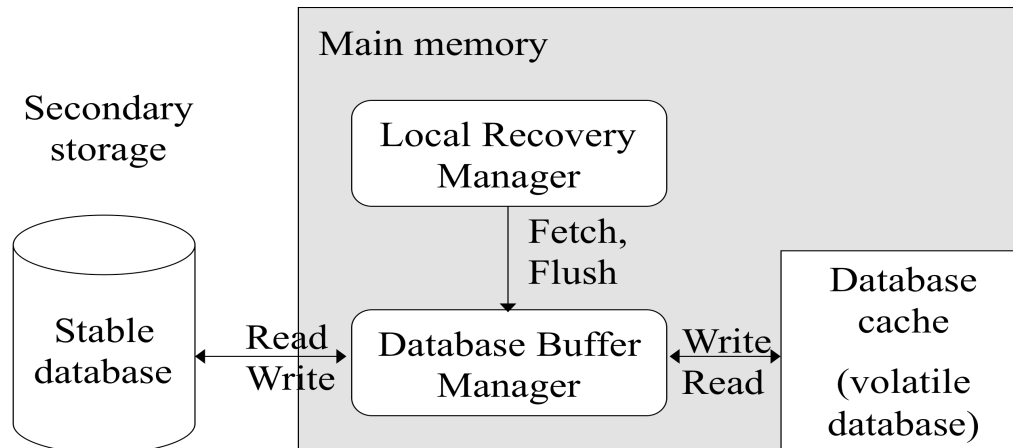 Main memory
Secondary
storage
Local Recovery
Manager
Fetch,
Flush
Stable
database
Read
Write
Database Buffer
Manager
Write
Read
Database
cache
(volatile
database)